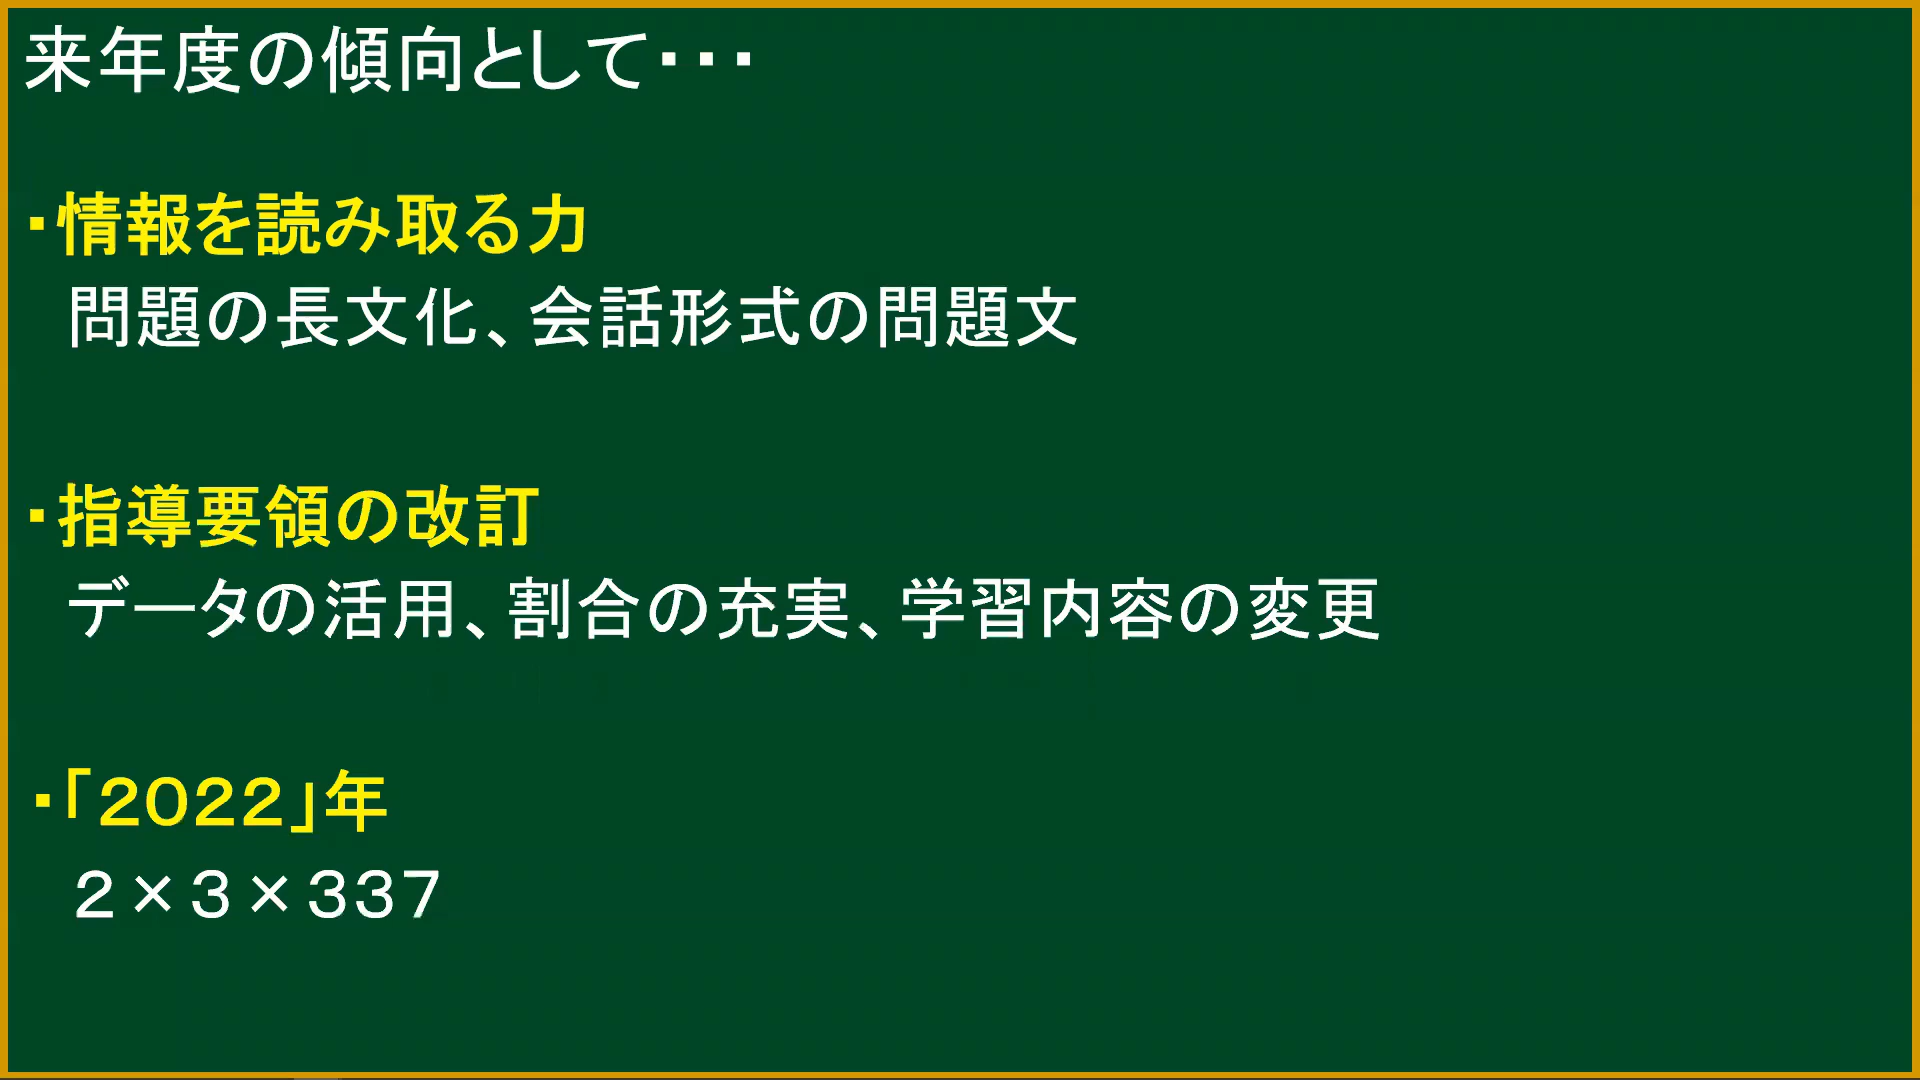 来年度の傾向として・・・
・情報を読み取る力
問題の長文化、会話形式の問題文
・指導要領の改訂
データの活用、割合の充実、学習内容の変更
・「２０２２」年
２×３×３３７